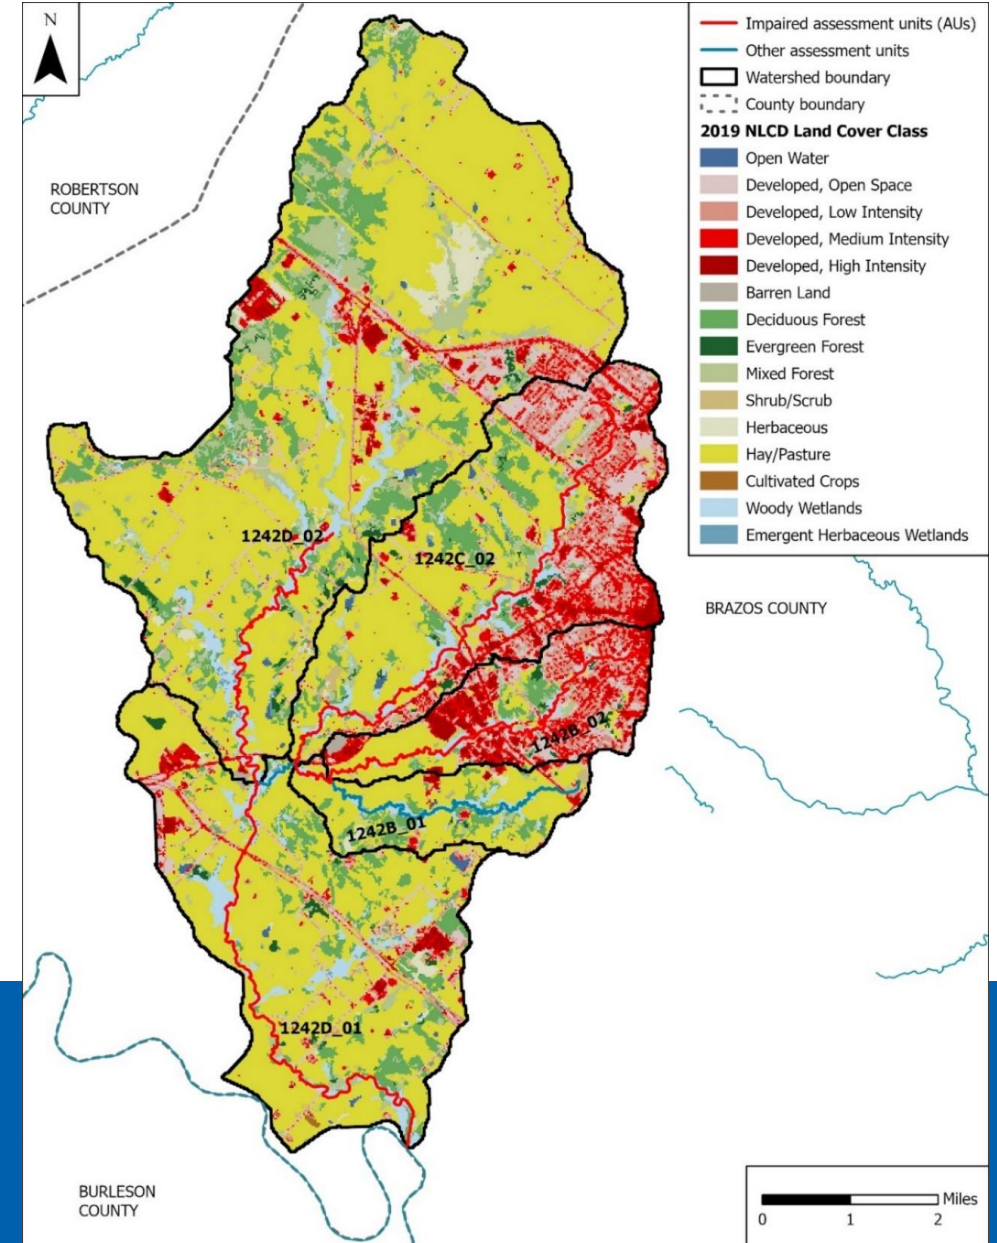 N
ROBERTSON
COUNTY
Impaired assessment units (AUs)
Other assessment units
Watershed boundary
County boundary
2019 NLCD Land Cover Class
Open Water
Developed, Open Space
Developed, Low Intensity
Developed, Medium Intensity
Developed, High Intensity
Barren Land
Deciduous Forest
Evergreen Forest
Mixed Forest
Shrub/Scrub
Herbaceous
Hay/Pasture
Cultivated Crops
Woody Wetlands
Emergent Herbaceous Wetlands
1242D_02
1242C_02
BRAZOS COUNTY
1242B_02
1242B_01
1242D_01
BURLESON
COUNTY
Miles
0 1 2